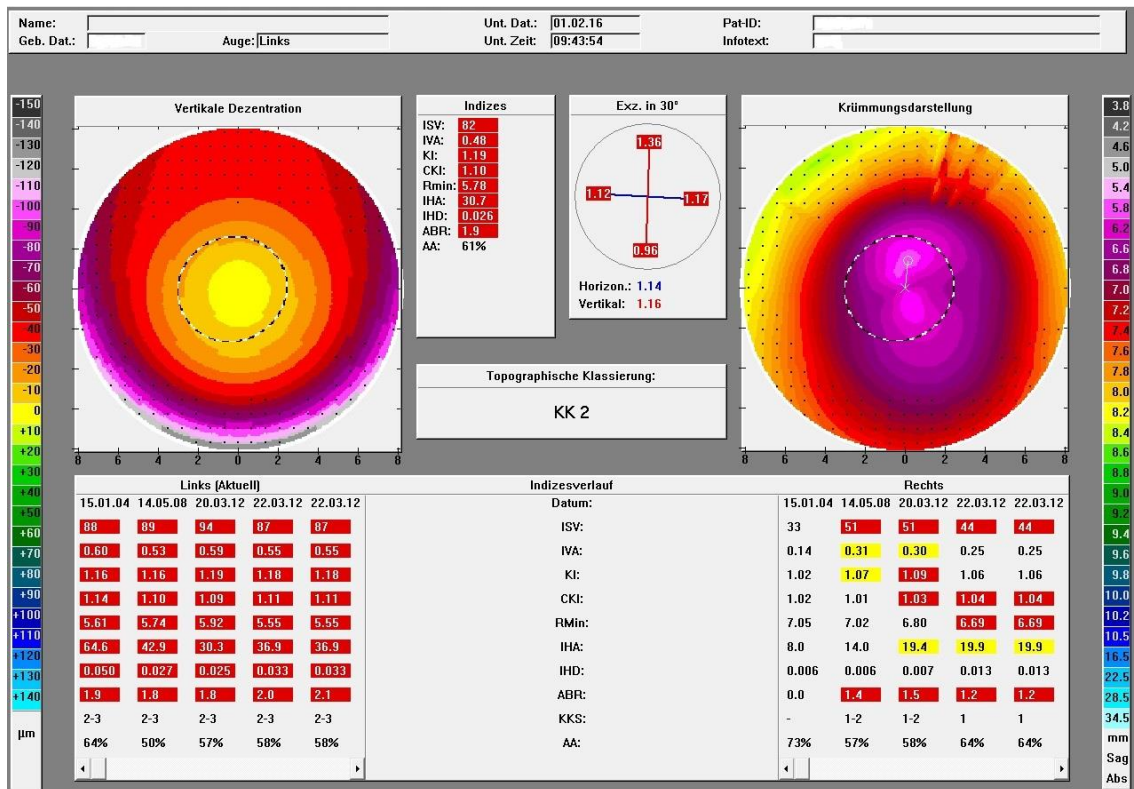 Name: Unt. Dat.: 01.02.16 Pat-ID:
Geb. Dat.: Auge: Links Unt. Zeit: 09:43:54 Infotext:
Vertikale Dezentration
Indizes
ISV: 82
IVA: 0.48
KI: 1.19
CKI: 1.10
Rmin: 5.78
IHA: 30.7
IHD: 0.026
ABR: 1.9
AA: 61%
Exz. in 30°
1.36
1.12 1.17
0.96
Horizon.: 1.14
Vertikal: 1.16
Krümmungsdarstellung
Topographische Klassierung:
KK 2
-150
-140
-130
-120
-110
-100
-90
-80
-70
-60
-50
-40
-30
-20
-10
0
+10
+20
+30
+40
+50
+60
+70
+80
+90
+100
+110
+120
+130
+140
µm
8 6 4 2 0 2 4 6 8
8 6 4 2 0 2 4 6 8
3.8
4.2
4.6
5.0
5.4
5.8
6.2
6.6
6.8
7.0
7.2
7.4
7.6
7.8
8.0
8.2
8.4
8.6
8.8
9.0
9.2
9.4
9.6
9.8
10.0
10.2
10.5
16.5
22.5
28.5
34.5
mm
Sag
Abs
Links (Aktuell) Indizesverlauf Rechts
15.01.04 14.05.08 20.03.12 22.03.12 22.03.12 Datum: 15.01.04 14.05.08 20.03.12 22.03.12 22.03.12
88 89 94 87 87 ISV: 33 51 51 44 44
0.60 0.53 0.59 0.55 0.55 IVA: 0.14 0.31 0.30 0.25 0.25
1.16 1.16 1.19 1.18 1.18 KI: 1.02 1.07 1.09 1.06 1.06
1.14 1.10 1.09 1.11 1.11 CKI: 1.02 1.01 1.03 1.04 1.04
5.61 5.74 5.92 5.55 5.55 RMin: 7.05 7.02 6.80 6.69 6.69
64.6 42.9 30.3 36.9 36.9 IHA: 8.0 14.0 19.4 19.9 19.9
0.050 0.027 0.025 0.033 0.033 IHD: 0.006 0.006 0.007 0.013 0.013
1.9 1.8 1.8 2.0 2.1 ABR: 0.0 1.4 1.5 1.2 1.2
2-3 2-3 2-3 2-3 2-3 KKS: - 1-2 1-2 1 1
64% 50% 57% 58% 58% AA: 73% 57% 58% 64% 64%